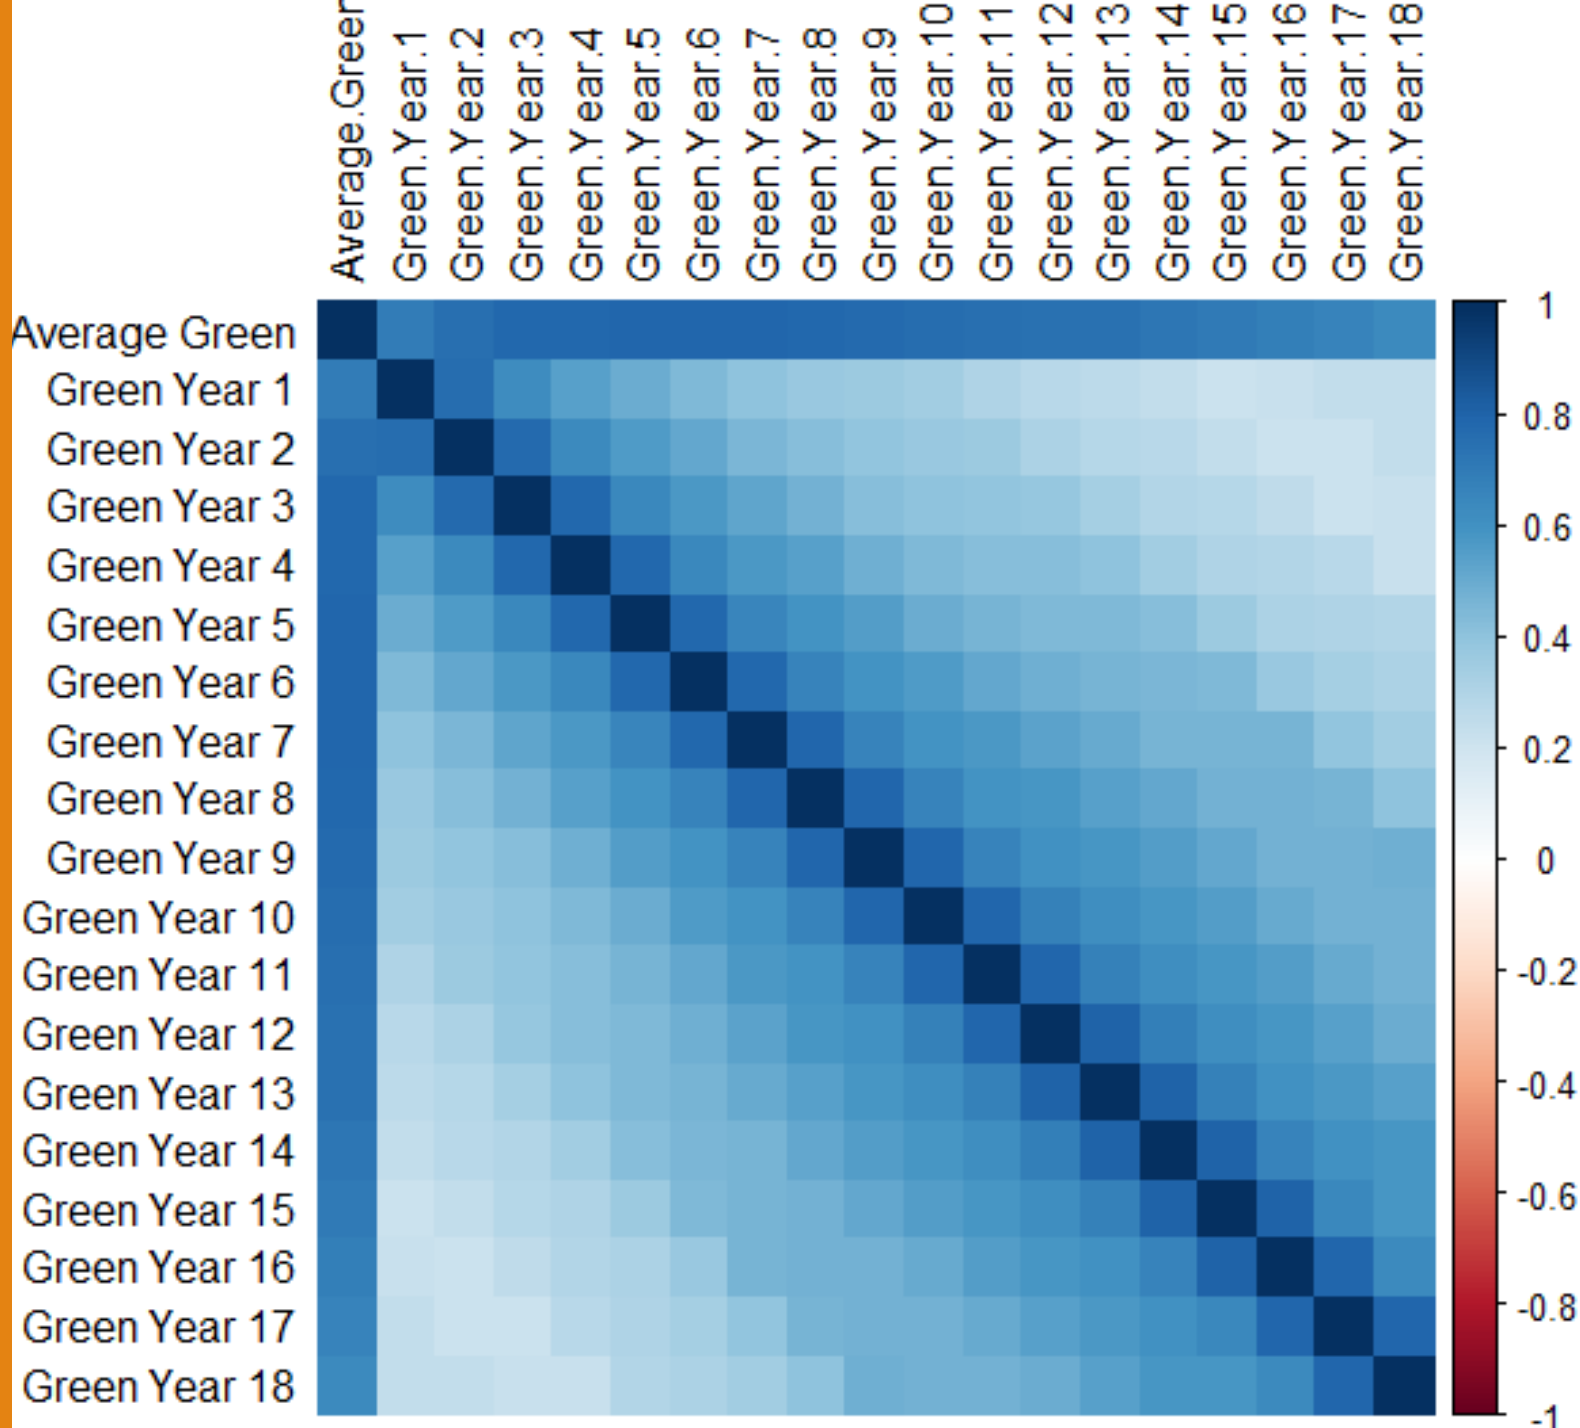 Average.Green
Green.Year.1
Green.Year.2
Green.Year.3
Green.Year.4
Green.Year.5
Green.Year.6
Green.Year.7
Green.Year.8
Green.Year.9
Green.Year.10
Green.Year.11
Green.Year.12
Green.Year.13
Green.Year.14
Green.Year.15
Green.Year.16
Green.Year.17
Green.Year.18
Average Green
Green Year 1
Green Year 2
Green Year 3
Green Year 4
Green Year 5
Green Year 6
Green Year 7
Green Year 8
Green Year 9
Green Year 10
Green Year 11
Green Year 12
Green Year 13
Green Year 14
Green Year 15
Green Year 16
Green Year 17
Green Year 18
1
0.8
0.6
0.4
0.2
0
-0.2
-0.4
-0.6
-0.8
-1